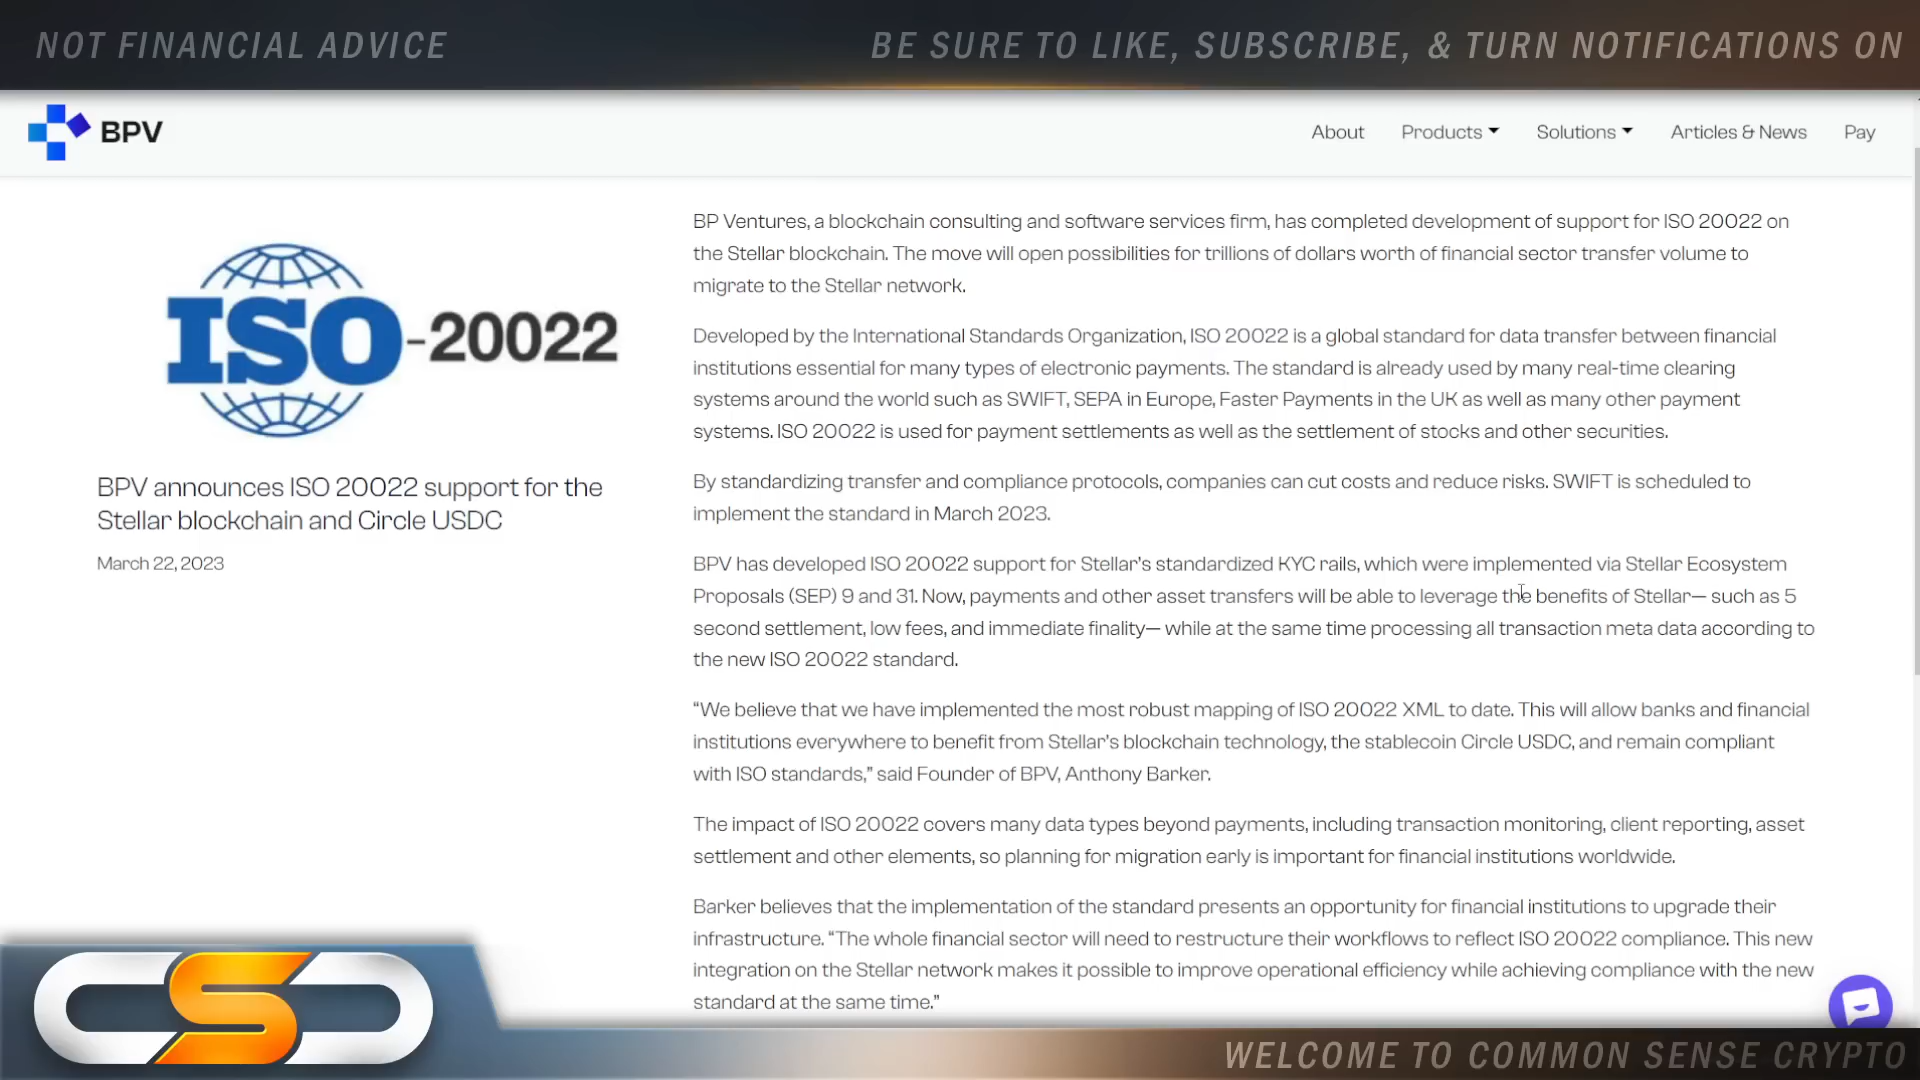 NOT FINANCIAL ADVICE
BE SURE TO LIKE, SUBSCRIBE, & TURN NOTIFICATIONS ON
BPV
About Products Solutions Articles & News Pay
ISO-20022
BPV announces ISO 20022 support for the
Stellar blockchain and Circle USDC
March 22, 2023
BP Ventures, a blockchain consulting and software services firm, has completed development of support for ISO 20022 on
the Stellar blockchain. The move will open possibilities for trillions of dollars worth of financial sector transfer volume to
migrate to the Stellar network.
Developed by the International Standards Organization, ISO 20022 is a global standard for data transfer between financial
institutions essential for many types of electronic payments. The standard is already used by many real-time clearing
systems around the world such as SWIFT, SEPA in Europe, Faster Payments in the UK as well as many other payment
systems. ISO 20022 is used for payment settlements as well as the settlement of stocks and other securities.
By standardizing transfer and compliance protocols, companies can cut costs and reduce risks. SWIFT is scheduled to
implement the standard in March 2023.
BPV has developed ISO 20022 support for Stellar’s standardized KYC rails, which were implemented via Stellar Ecosystem
Proposals (SEP) 9 and 31. Now, payments and other asset transfers will be able to leverage the benefits of Stellar— such as 5
second settlement, low fees, and immediate finality— while at the same time processing all transaction meta data according to
the new ISO 20022 standard.
“We believe that we have implemented the most robust mapping of ISO 20022 XML to date. This will allow banks and financial
institutions everywhere to benefit from Stellar’s blockchain technology, the stablecoin Circle USDC, and remain compliant
with ISO standards,” said Founder of BPV, Anthony Barker.
The impact of ISO 20022 covers many data types beyond payments, including transaction monitoring, client reporting, asset
settlement and other elements, so planning for migration early is important for financial institutions worldwide.
Barker believes that the implementation of the standard presents an opportunity for financial institutions to upgrade their
infrastructure. “The whole financial sector will need to restructure their workflows to reflect ISO 20022 compliance. This new
integration on the Stellar network makes it possible to improve operational efficiency while achieving compliance with the new
standard at the same time.”
CSC
WELCOME TO COMMON SENSE CRYPTO